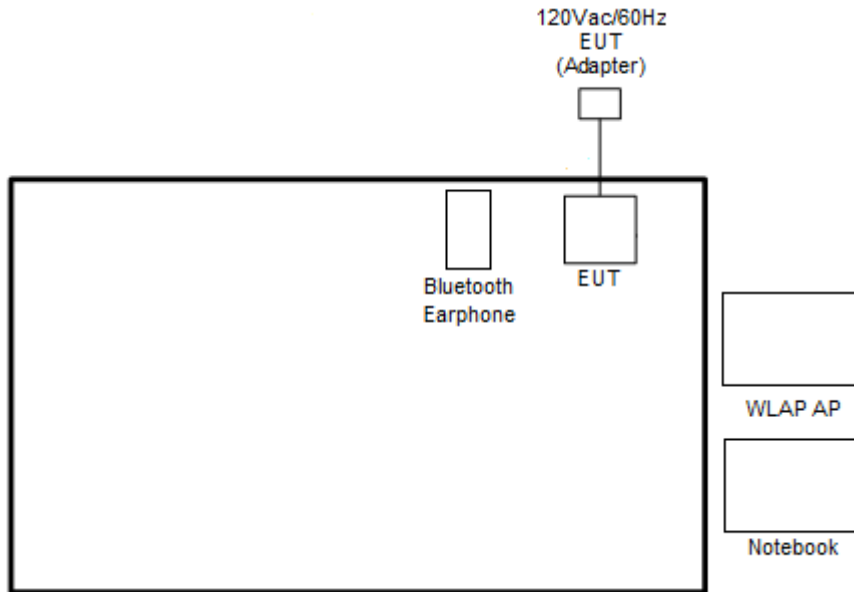 120Vac/60Hz
EUT
(Adapter)
Bluetooth
Earphone
EUT
WLAP AP
Notebook